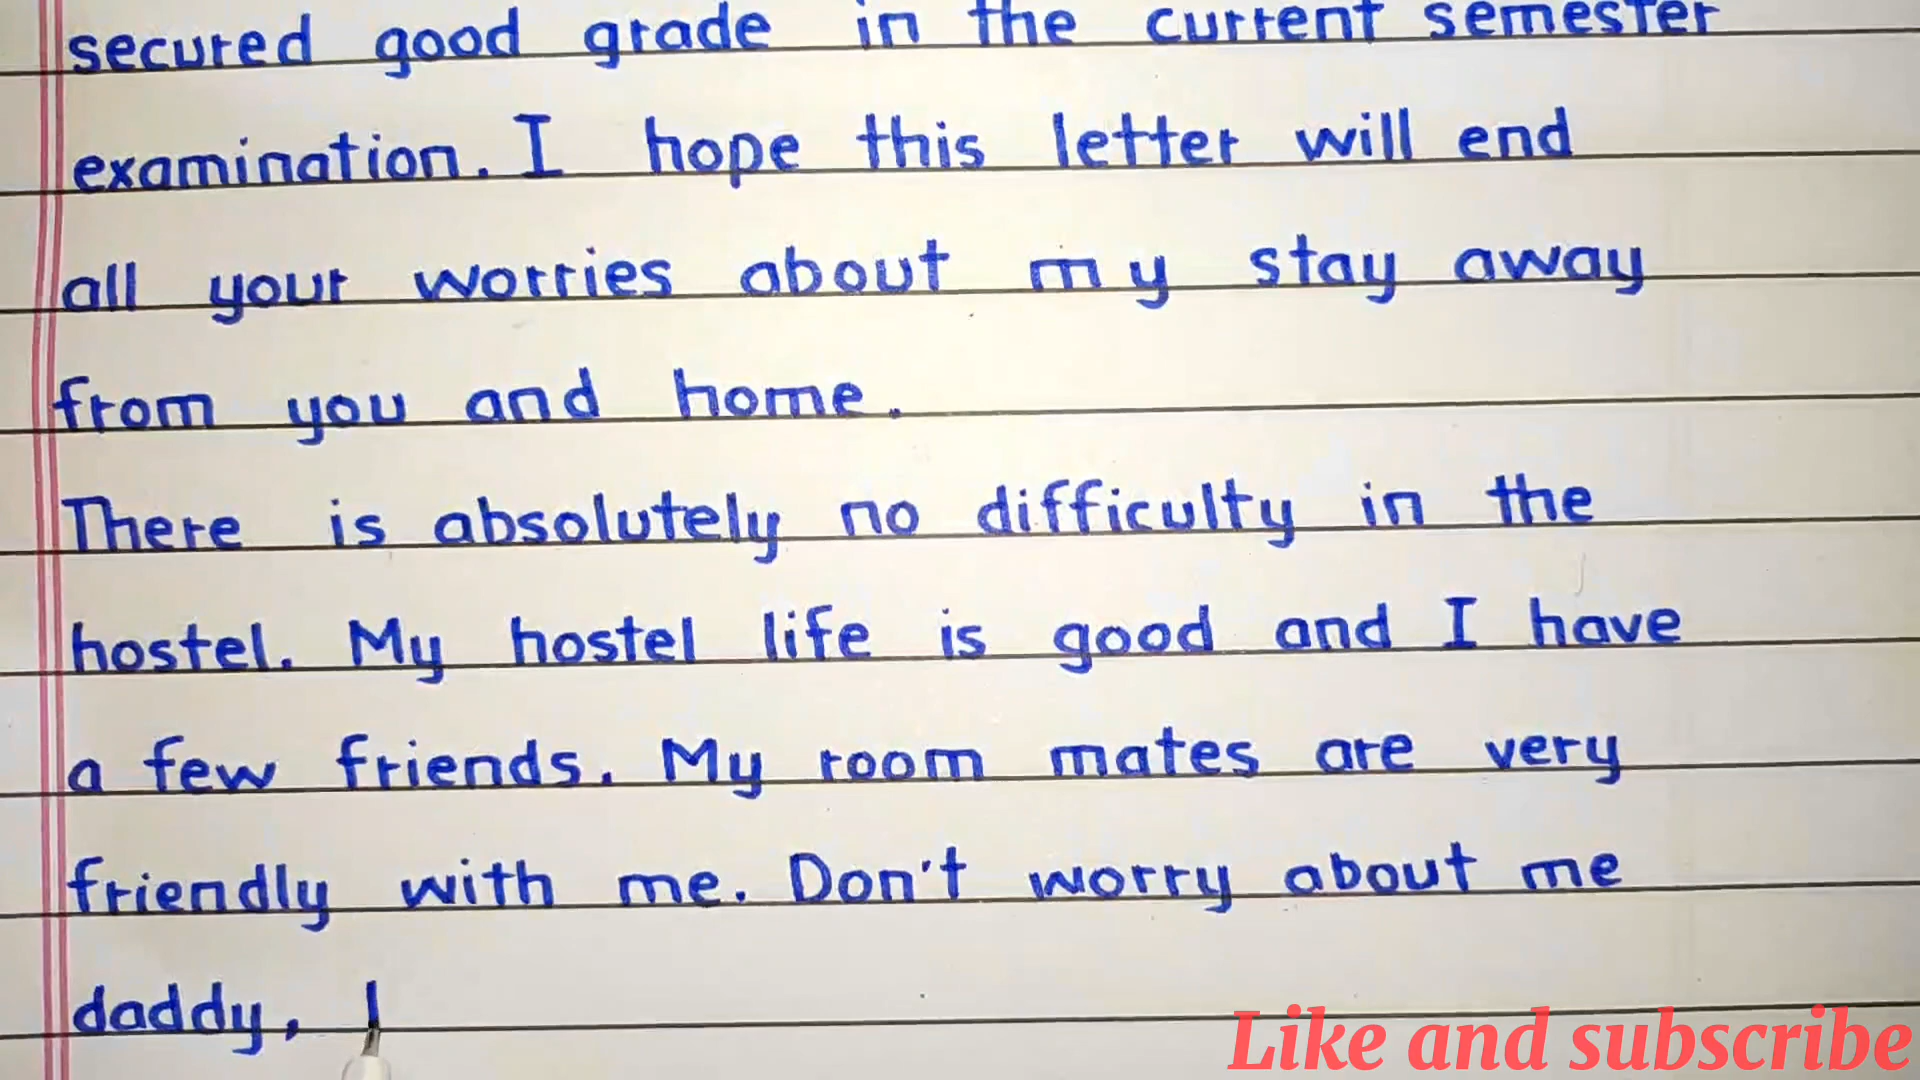 secured good grade in the current semester
examination. I hope this letter will end
all your worries about my stay away
from you and home.
There is absolutely no difficulty in the
hostel. My hostel life is good and I have
a few friends. My room mates are very
friendly with me. Don't worry about me
daddy, I
Like and subscribe